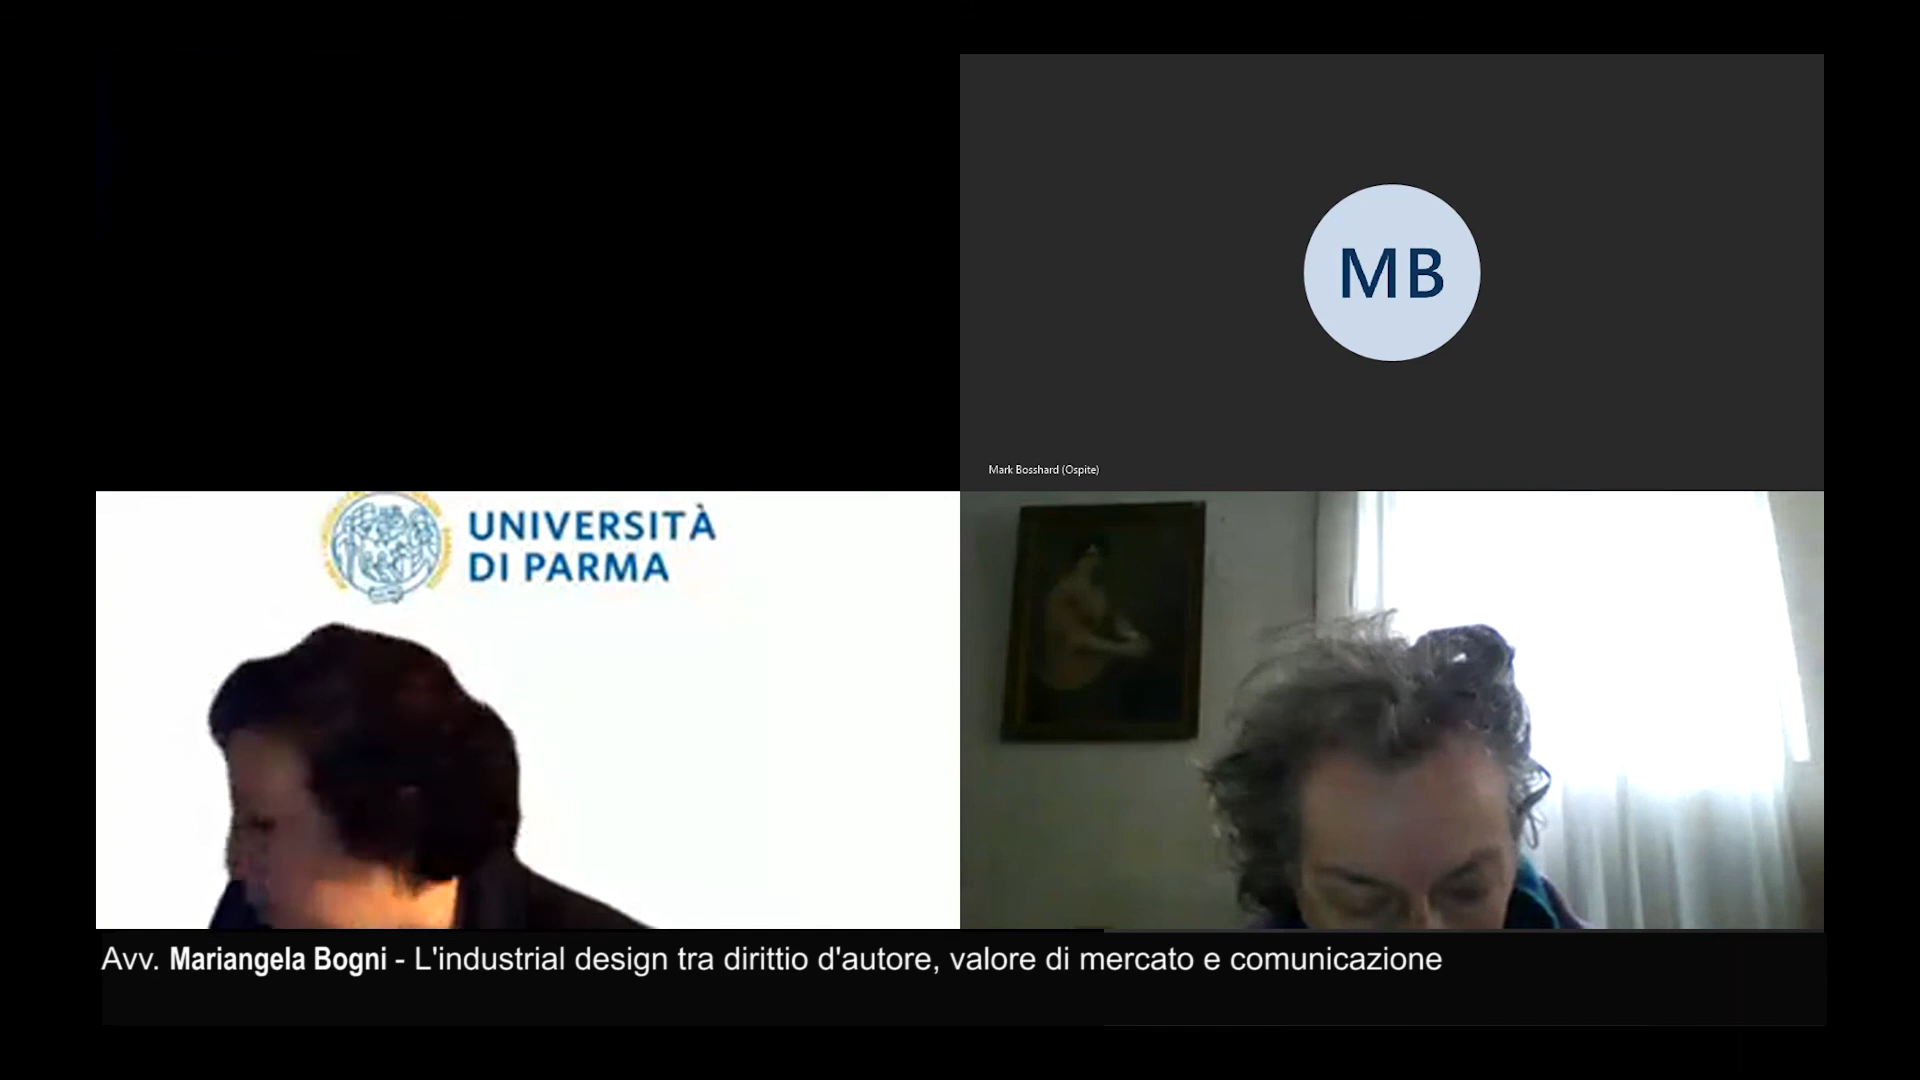 MB
Mark Bosshard (Ospite)
UNIVERSITÀ
DI PARMA
Avv. Mariangela Bogni - L'industrial design tra dirittio d'autore, valore di mercato e comunicazione